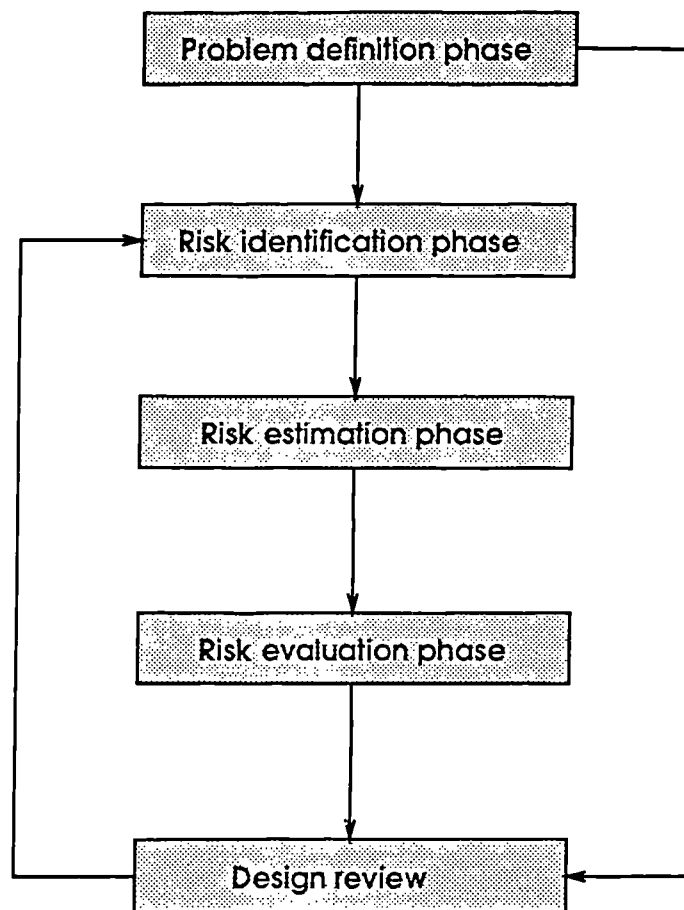 Problem definition phase
Risk identification phase
Risk estimation phase
Risk evaluation phase
Design review